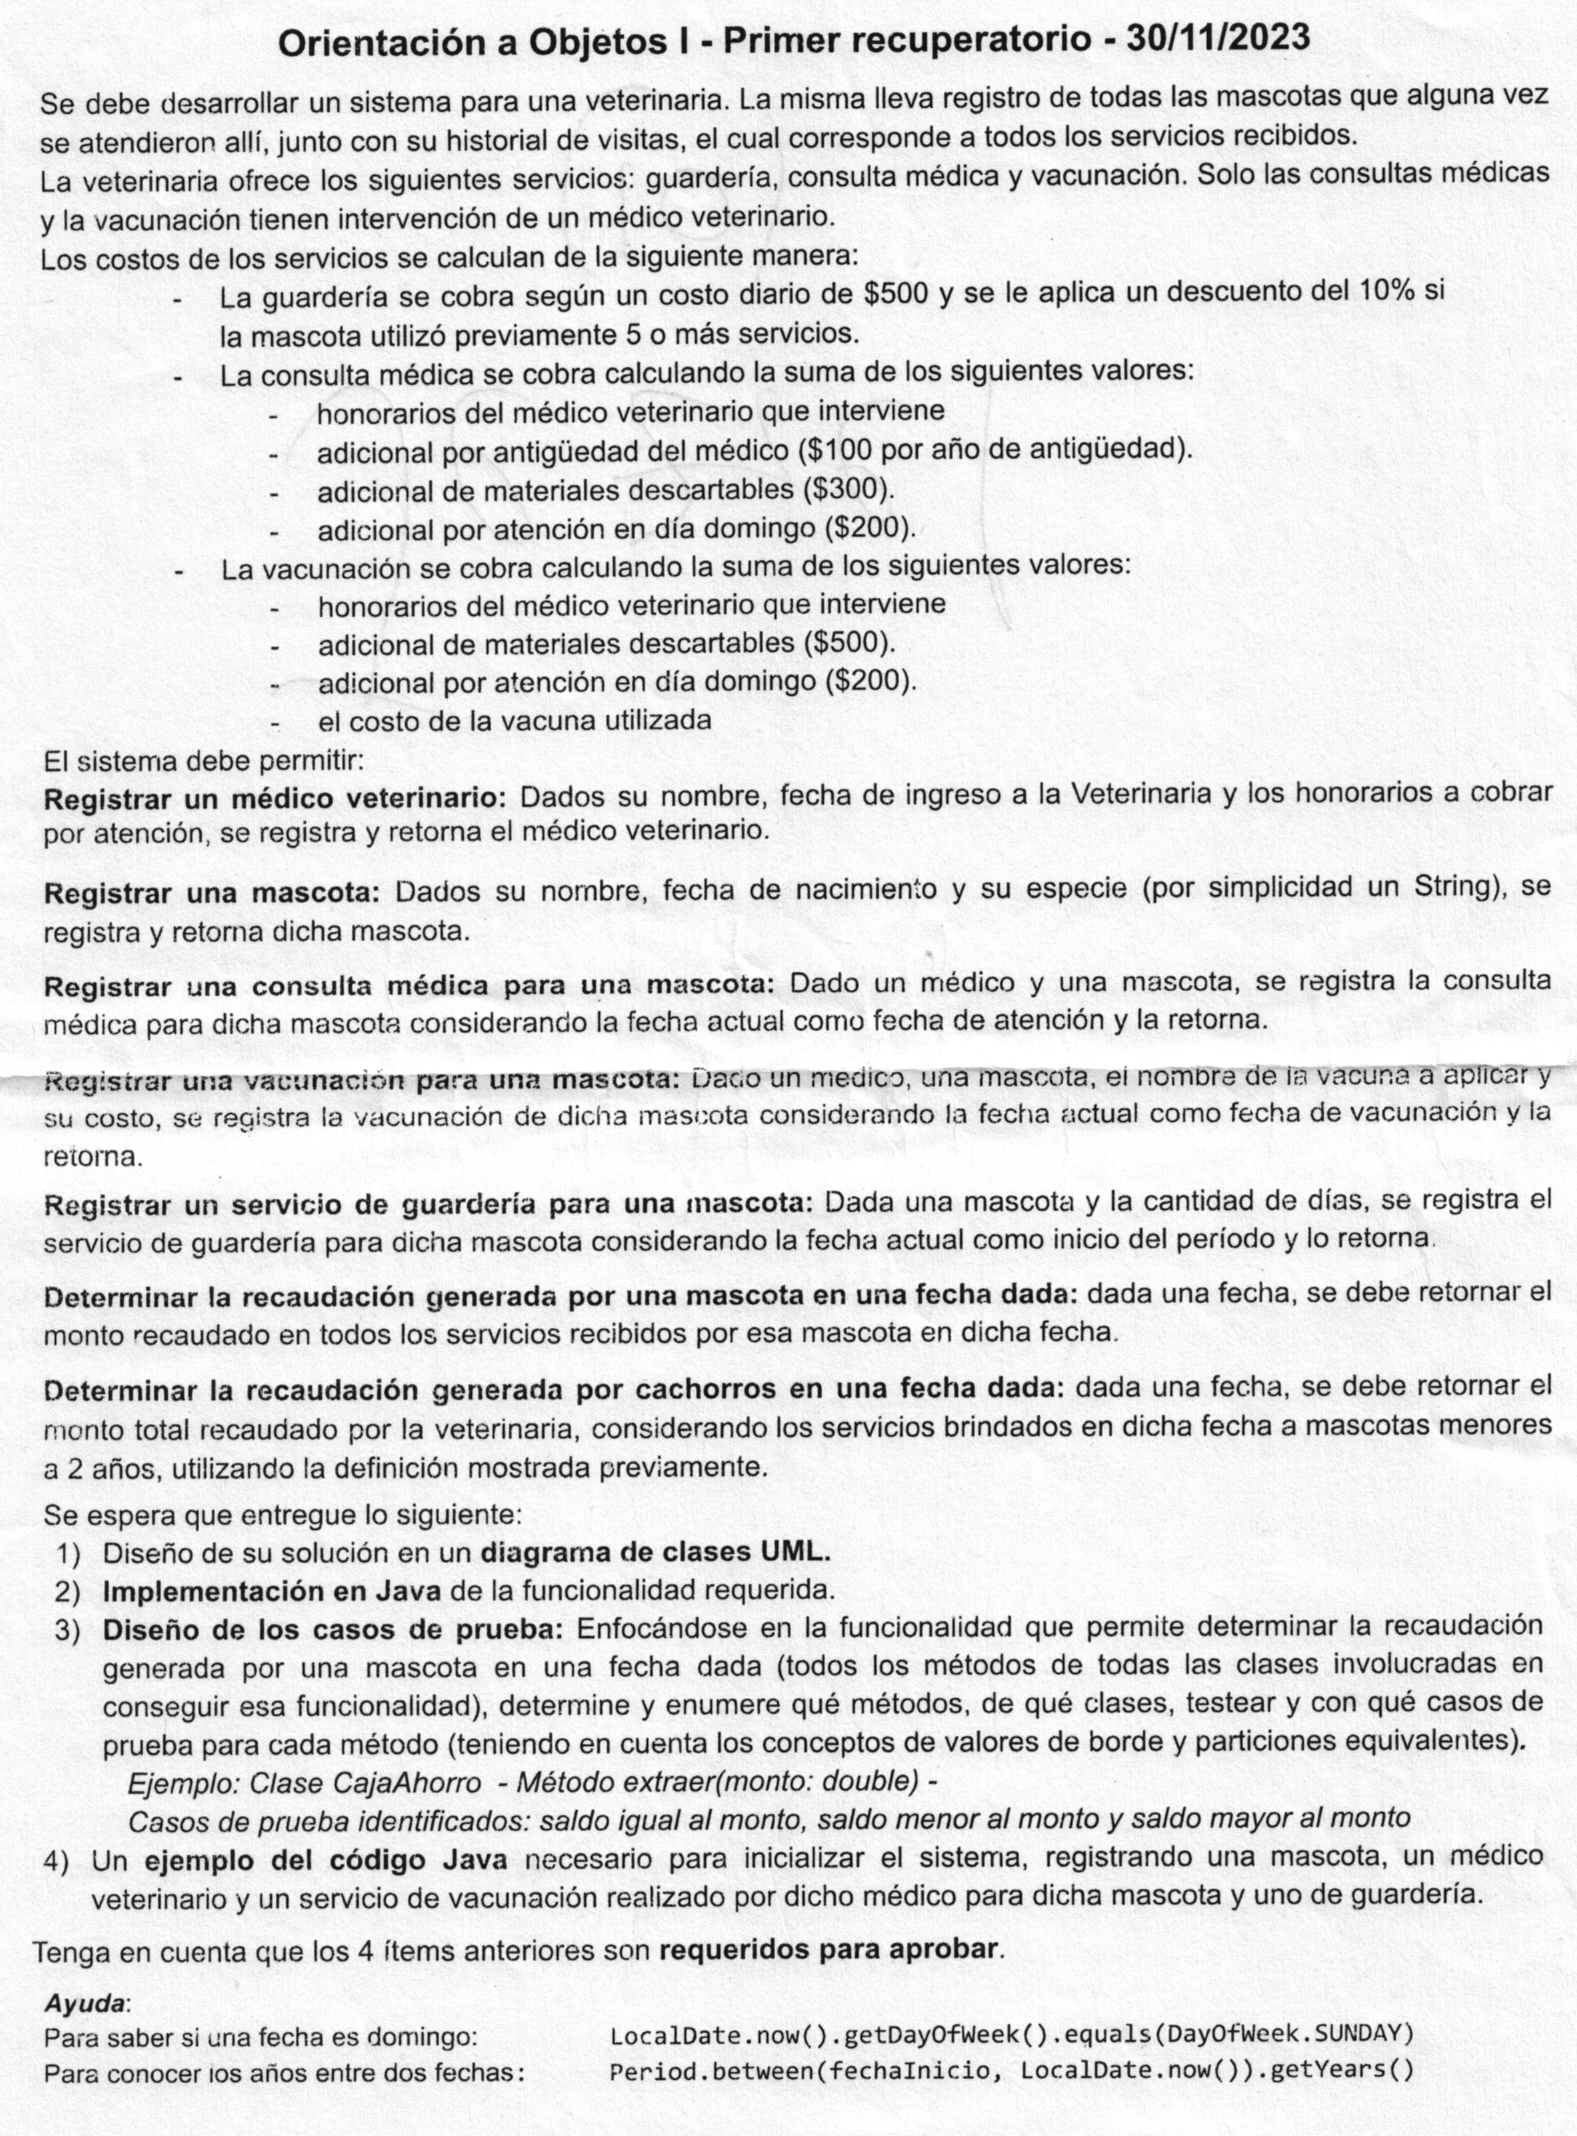 Orientación a Objetos I - Primer recuperatorio - 30/11/2023
Se debe desarrollar un sistema para una veterinaria. La misma lleva registro de todas las mascotas que alguna vez
se atendieron allí, junto con su historial de visitas, el cual corresponde a todos los servicios recibidos.
La veterinaria ofrece los siguientes servicios: guardería, consulta médica y vacunación. Solo las consultas médicas
y la vacunación tienen intervención de un médico veterinario.
Los costos de los servicios se calculan de la siguiente manera:
- La guardería se cobra según un costo diario de $500 y se le aplica un descuento del 10% si
la mascota utilizó previamente 5 o más servicios.
- La consulta médica se cobra calculando la suma de los siguientes valores:
- honorarios del médico veterinario que interviene
- adicional por antigüedad del médico ($100 por año de antigüedad).
- adicional de materiales descartables ($300).
- adicional por atención en día domingo ($200).
- La vacunación se cobra calculando la suma de los siguientes valores:
- honorarios del médico veterinario que interviene
- adicional de materiales descartables ($500).
- adicional por atención en día domingo ($200).
- el costo de la vacuna utilizada
El sistema debe permitir:
Registrar un médico veterinario: Dados su nombre, fecha de ingreso a la Veterinaria y los honorarios a cobrar
por atención, se registra y retorna el médico veterinario.
Registrar una mascota: Dados su nombre, fecha de nacimiento y su especie (por simplicidad un String), se
registra y retorna dicha mascota.
Registrar una consulta médica para una mascota: Dado un médico y una mascota, se registra la consulta
médica para dicha mascota considerando la fecha actual como fecha de atención y la retorna.
Registrar una vacunación para una mascota: Dado un medico, una mascota, el nombre de la vacuna a aplicar y
su costo, se registra la vacunación de dicha mascota considerando la fecha actual como fecha de vacunación y la
retorna.
Registrar un servicio de guardería para una mascota: Dada una mascota y la cantidad de días, se registra el
servicio de guardería para dicha mascota considerando la fecha actual como inicio del período y lo retorna.
Determinar la recaudación generada por una mascota en una fecha dada: dada una fecha, se debe retornar el
monto recaudado en todos los servicios recibidos por esa mascota en dicha fecha.
Determinar la recaudación generada por cachorros en una fecha dada: dada una fecha, se debe retornar el
monto total recaudado por la veterinaria, considerando los servicios brindados en dicha fecha a mascotas menores
a 2 años, utilizando la definición mostrada previamente.
Se espera que entregue lo siguiente:
1) Diseño de su solución en un diagrama de clases UML.
2) Implementación en Java de la funcionalidad requerida.
3) Diseño de los casos de prueba: Enfocándose en la funcionalidad que permite determinar la recaudación
generada por una mascota en una fecha dada (todos los métodos de todas las clases involucradas en
conseguir esa funcionalidad), determine y enumere qué métodos, de qué clases, testear y con qué casos de
prueba para cada método (teniendo en cuenta los conceptos de valores de borde y particiones equivalentes).
Ejemplo: Clase CajaAhorro - Método extraer(monto: double) -
Casos de prueba identificados: saldo igual al monto, saldo menor al monto y saldo mayor al monto
4) Un ejemplo del código Java necesario para inicializar el sistema, registrando una mascota, un médico
veterinario y un servicio de vacunación realizado por dicho médico para dicha mascota y uno de guardería.
Tenga en cuenta que los 4 ítems anteriores son requeridos para aprobar.
Ayuda:
Para saber si una fecha es domingo: LocalDate.now().getDayOfWeek().equals(DayOfWeek.SUNDAY)
Para conocer los años entre dos fechas: Period.between(fechaInicio, LocalDate.now()).getYears()